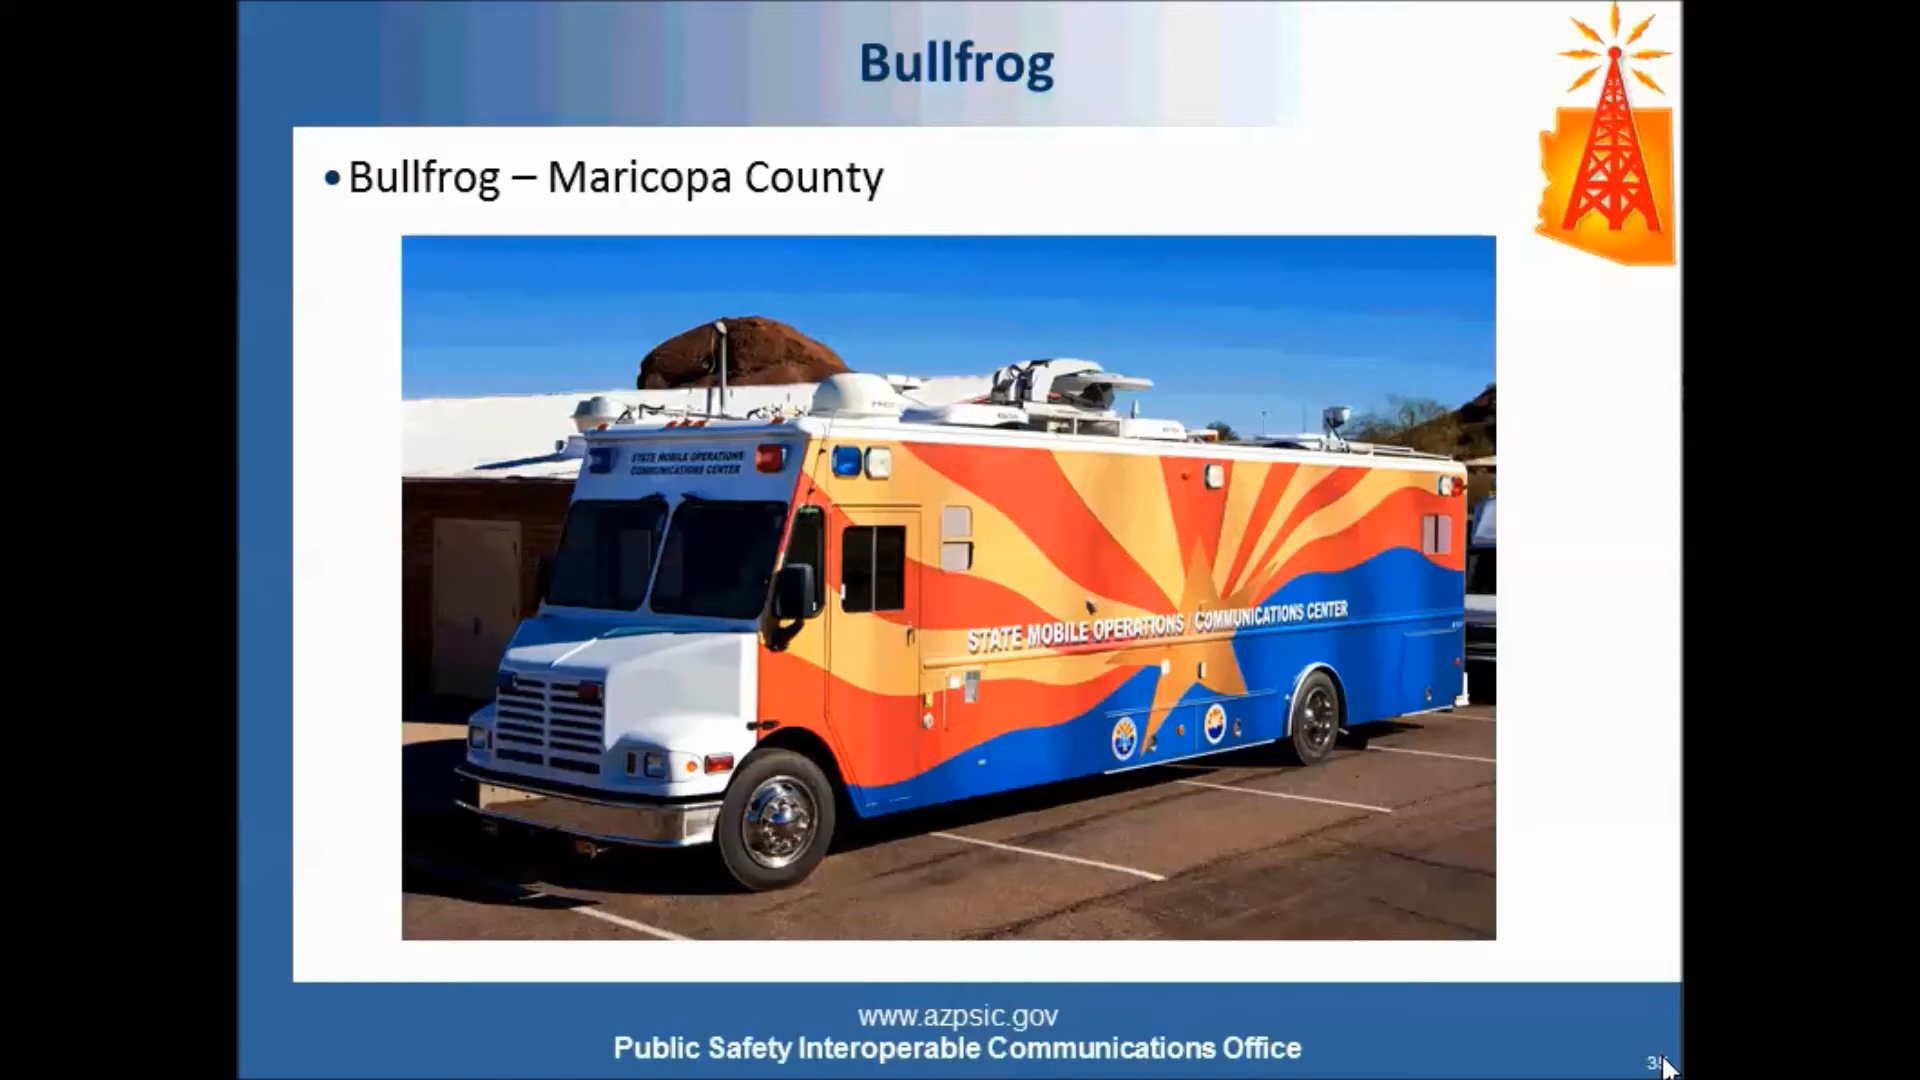 Bullfrog
• Bullfrog – Maricopa County
STATE MOBILE OPERATIONS
COMMUNICATIONS CENTER
STATE MOBILE OPERATIONS / COMMUNICATIONS CENTER
www.azpsic.gov
Public Safety Interoperable Communications Office